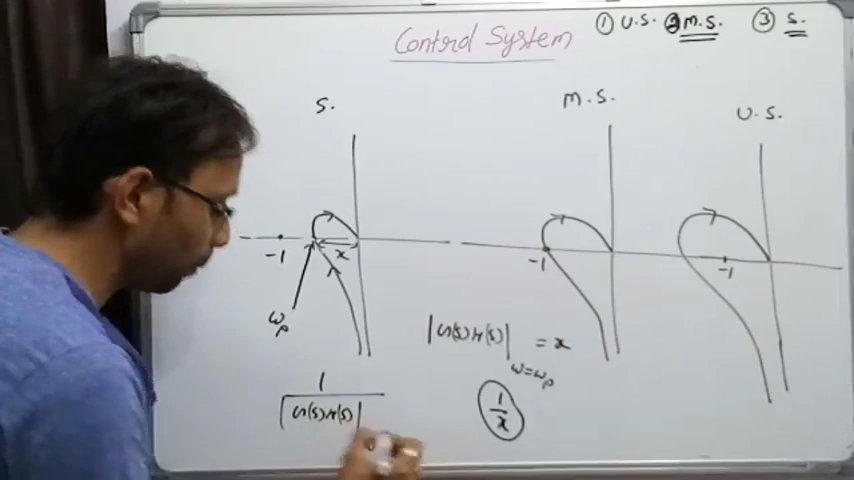 Control System
① U.S. ② M.S. ③ S.
S.
M.S.
U.S.
-1
x
-1
-1
ωp
|G(s)H(s)| ω=ωp = x
1/x
1/|G(s)H(s)|